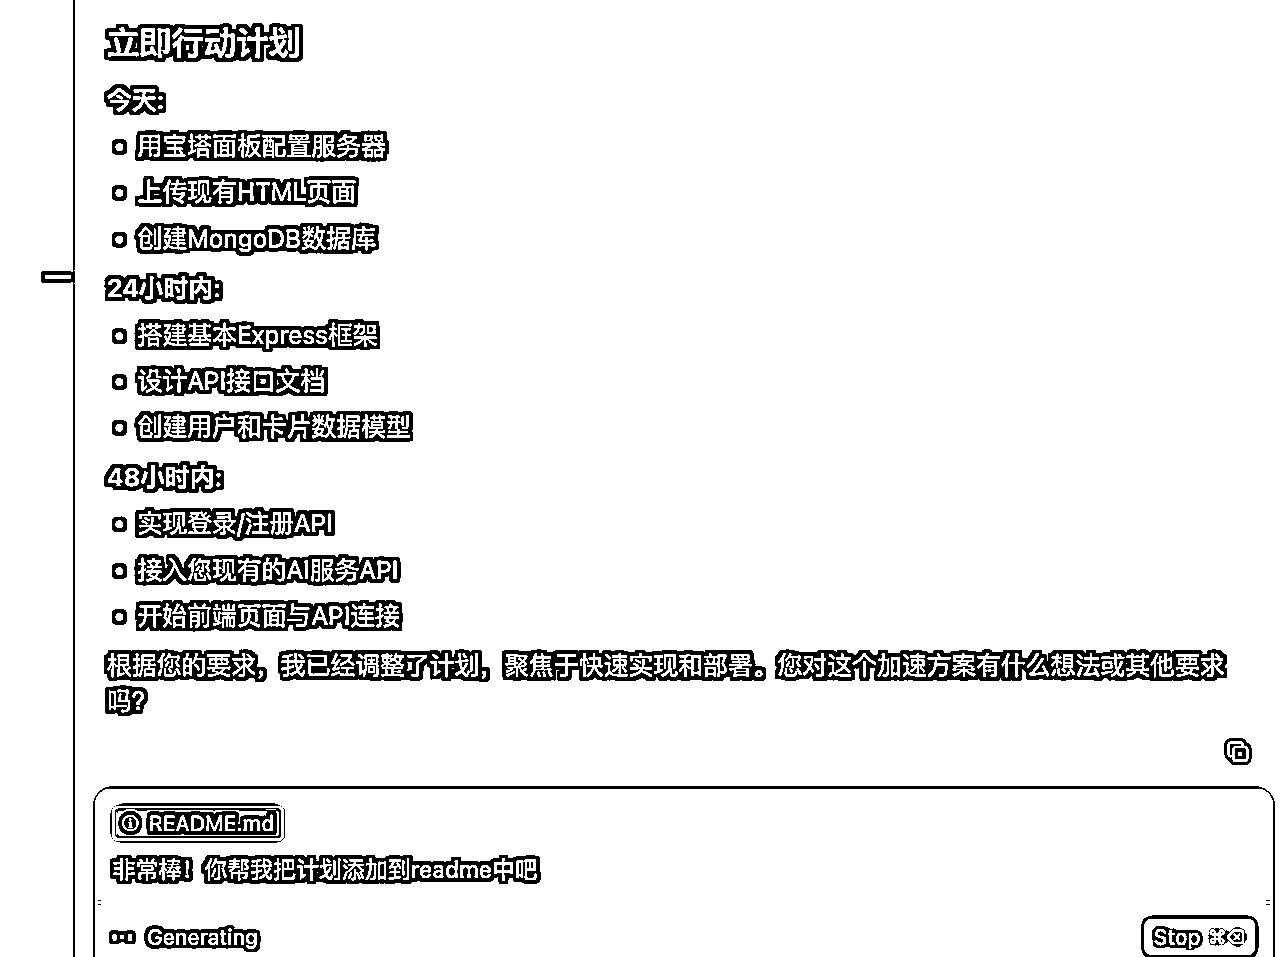 立即行动计划
今天:
用宝塔面板配置服务器
上传现有HTML页面
创建MongoDB数据库
24小时内:
搭建基本Express框架
设计API接口文档
创建用户和卡片数据模型
48小时内:
实现登录/注册API
接入您现有的AI服务API
开始前端页面与API连接
根据您的要求，我已经调整了计划，聚焦于快速实现和部署。您对这个加速方案有什么想法或其他要求
吗？
README.md
非常棒！你帮我把计划添加到readme中吧
Generating
Stop ⌘⌫